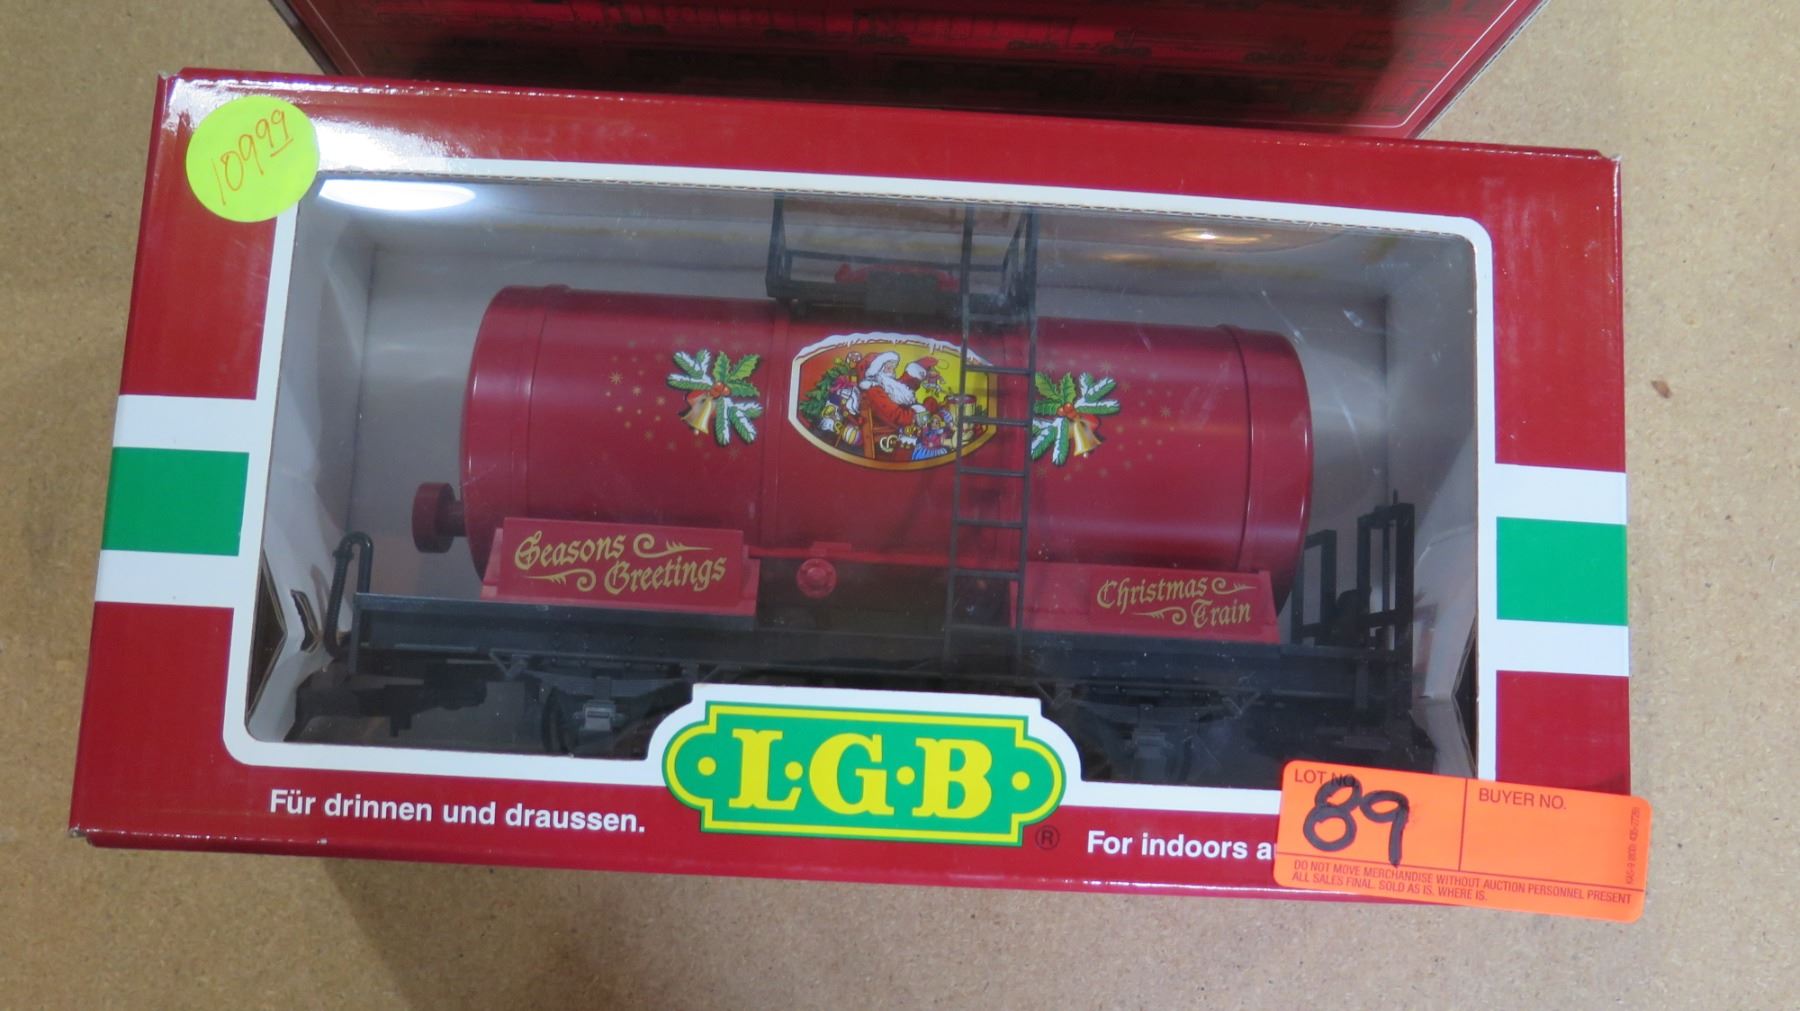 10999
Seasons
Greetings
Christmas
Train
L·G·B
®
Für drinnen und draussen.
For indoors
LOT NO.
89
BUYER NO.
DO NOT MOVE MERCHANDISE WITHOUT AUCTION PERSONNEL PRESENT
ALL SALES FINAL. SOLD AS IS. WHERE IS.